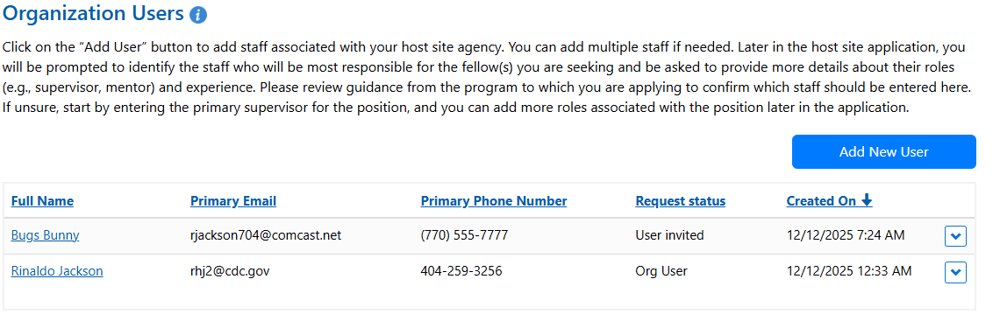 Organization Users
Click on the “Add User” button to add staff associated with your host site agency. You can add multiple staff if needed. Later in the host site application, you
will be prompted to identify the staff who will be most responsible for the fellow(s) you are seeking and be asked to provide more details about their roles
(e.g., supervisor, mentor) and experience. Please review guidance from the program to which you are applying to confirm which staff should be entered here.
If unsure, start by entering the primary supervisor for the position, and you can add more roles associated with the position later in the application.
Add New User
Full Name Primary Email Primary Phone Number Request status Created On
Bugs Bunny rjackson704@comcast.net (770) 555-7777 User invited 12/12/2025 7:24 AM
Rinaldo Jackson rhj2@cdc.gov 404-259-3256 Org User 12/12/2025 12:33 AM